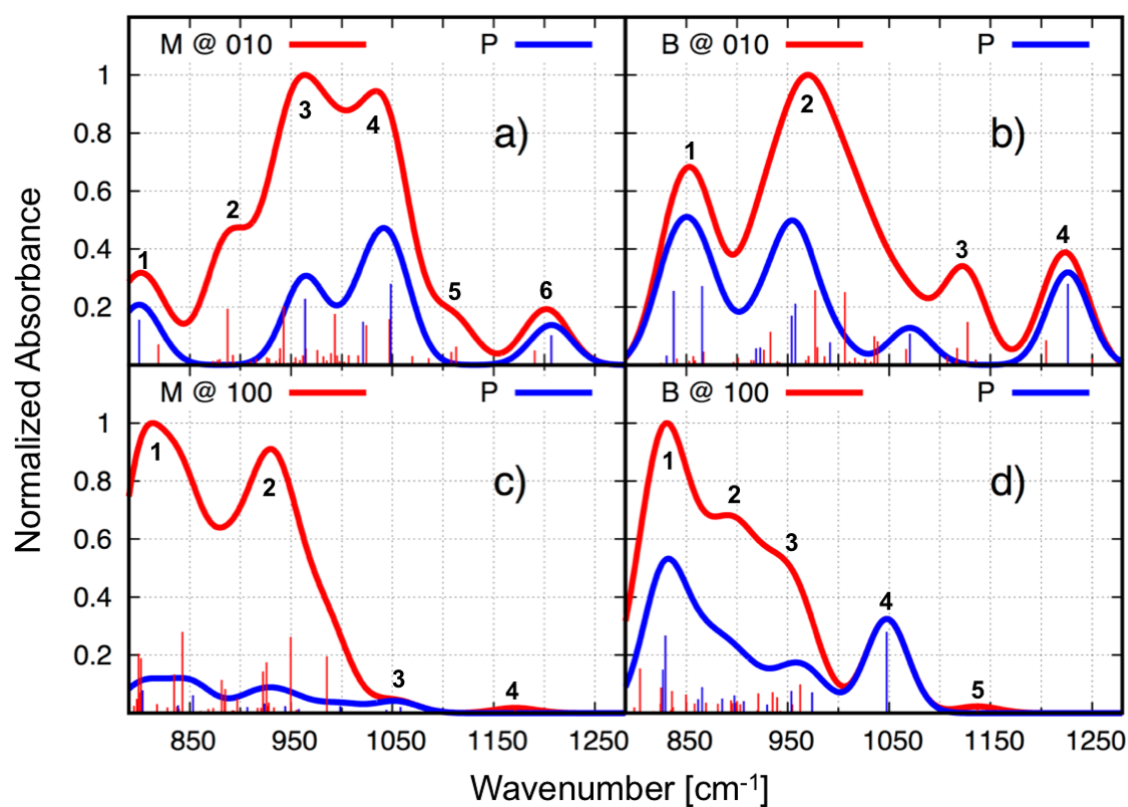 M @ 010 P B @ 010 P
1
0.8
0.6
0.4
0.2
a) b)
1 2 3 4 5 6
1 2 3 4
M @ 100 P B @ 100 P
1
0.8
0.6
0.4
0.2
c) d)
1 2 3 4
1 2 3 4 5
850 950 1050 1150 1250 850 950 1050 1150 1250
Normalized Absorbance
Wavenumber [cm⁻¹]